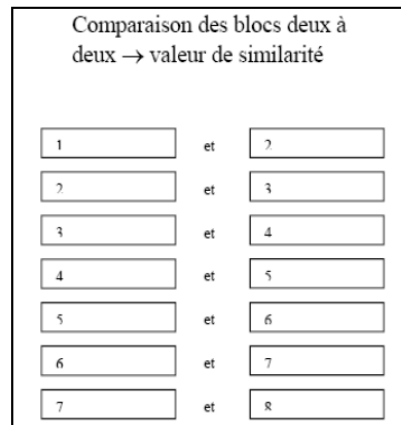 Comparaison des blocs deux à
deux → valeur de similarité
1 et 2
2 et 3
3 et 4
4 et 5
5 et 6
6 et 7
7 et 8